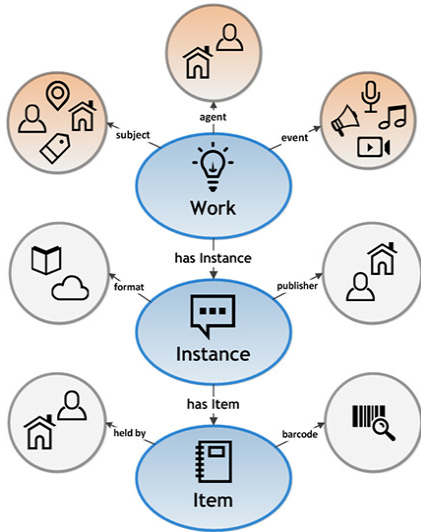 agent
subject
event
Work
has Instance
format
publisher
Instance
has Item
held by
barcode
Item